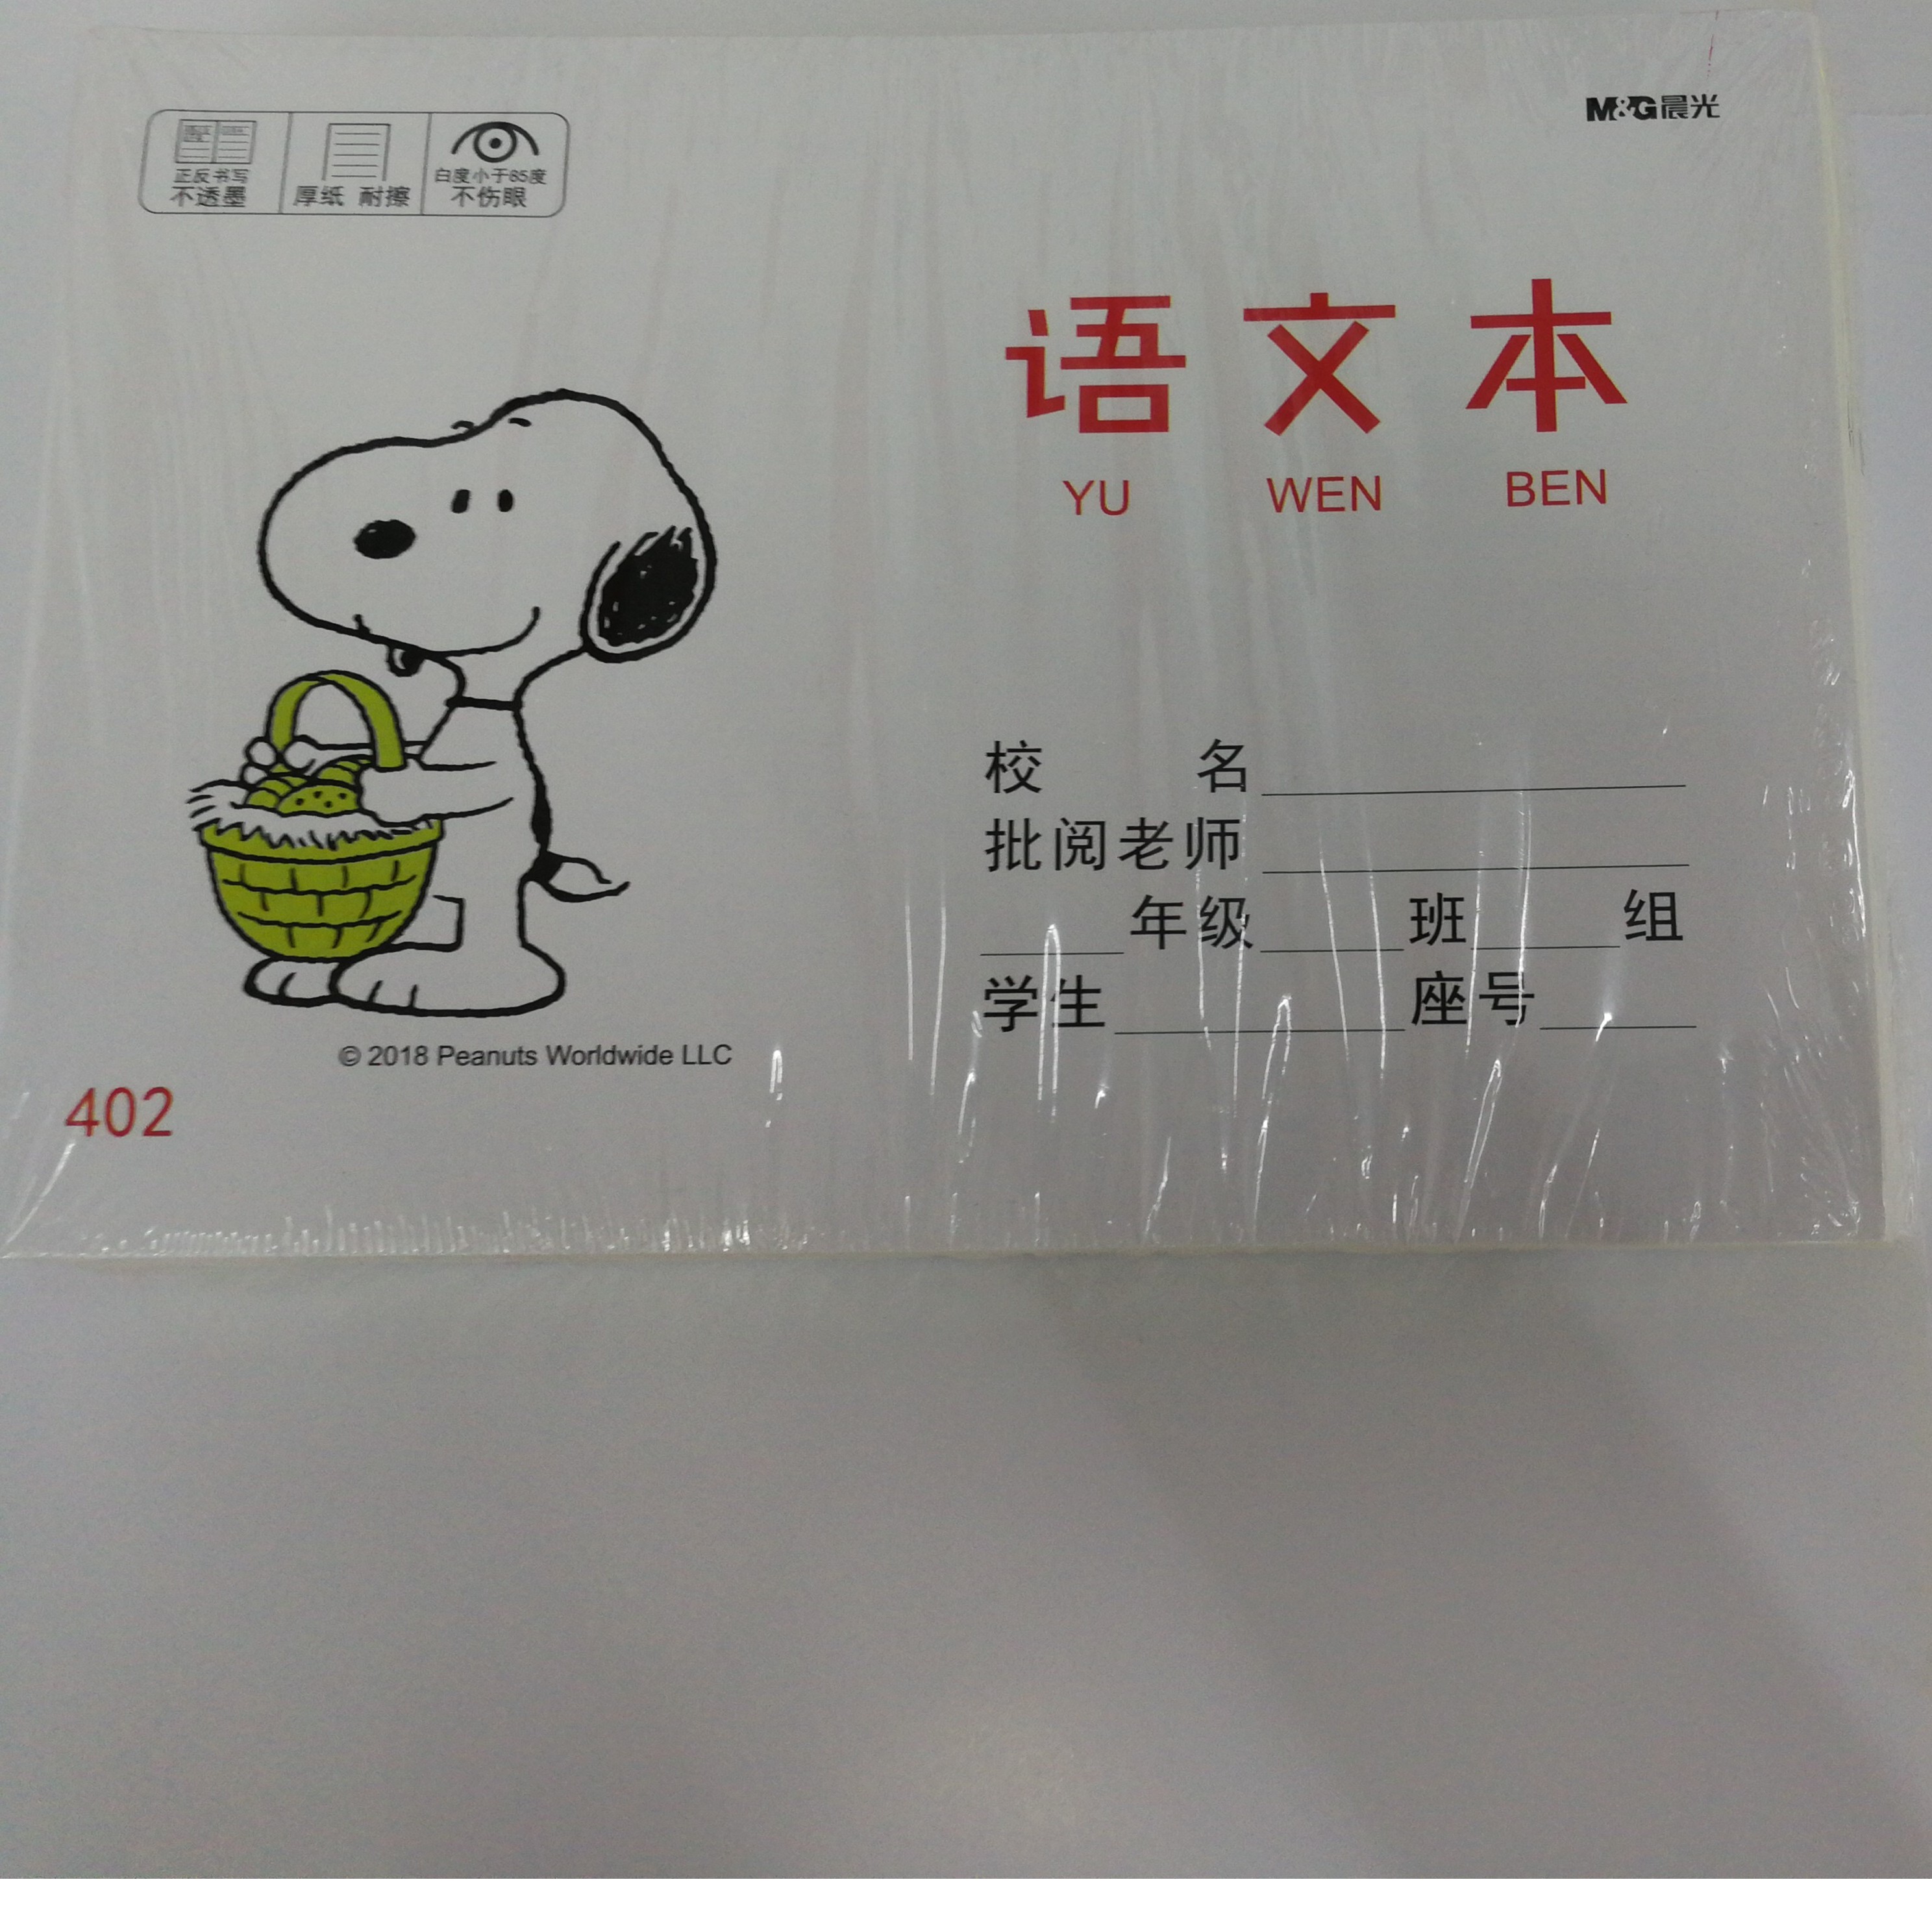 M&G晨光
正反书写
不透墨
厚纸 耐擦
白度小于85度
不伤眼
语文本
YU WEN BEN
校 名
批阅老师
年级 班 组
学生 座号
© 2018 Peanuts Worldwide LLC
402